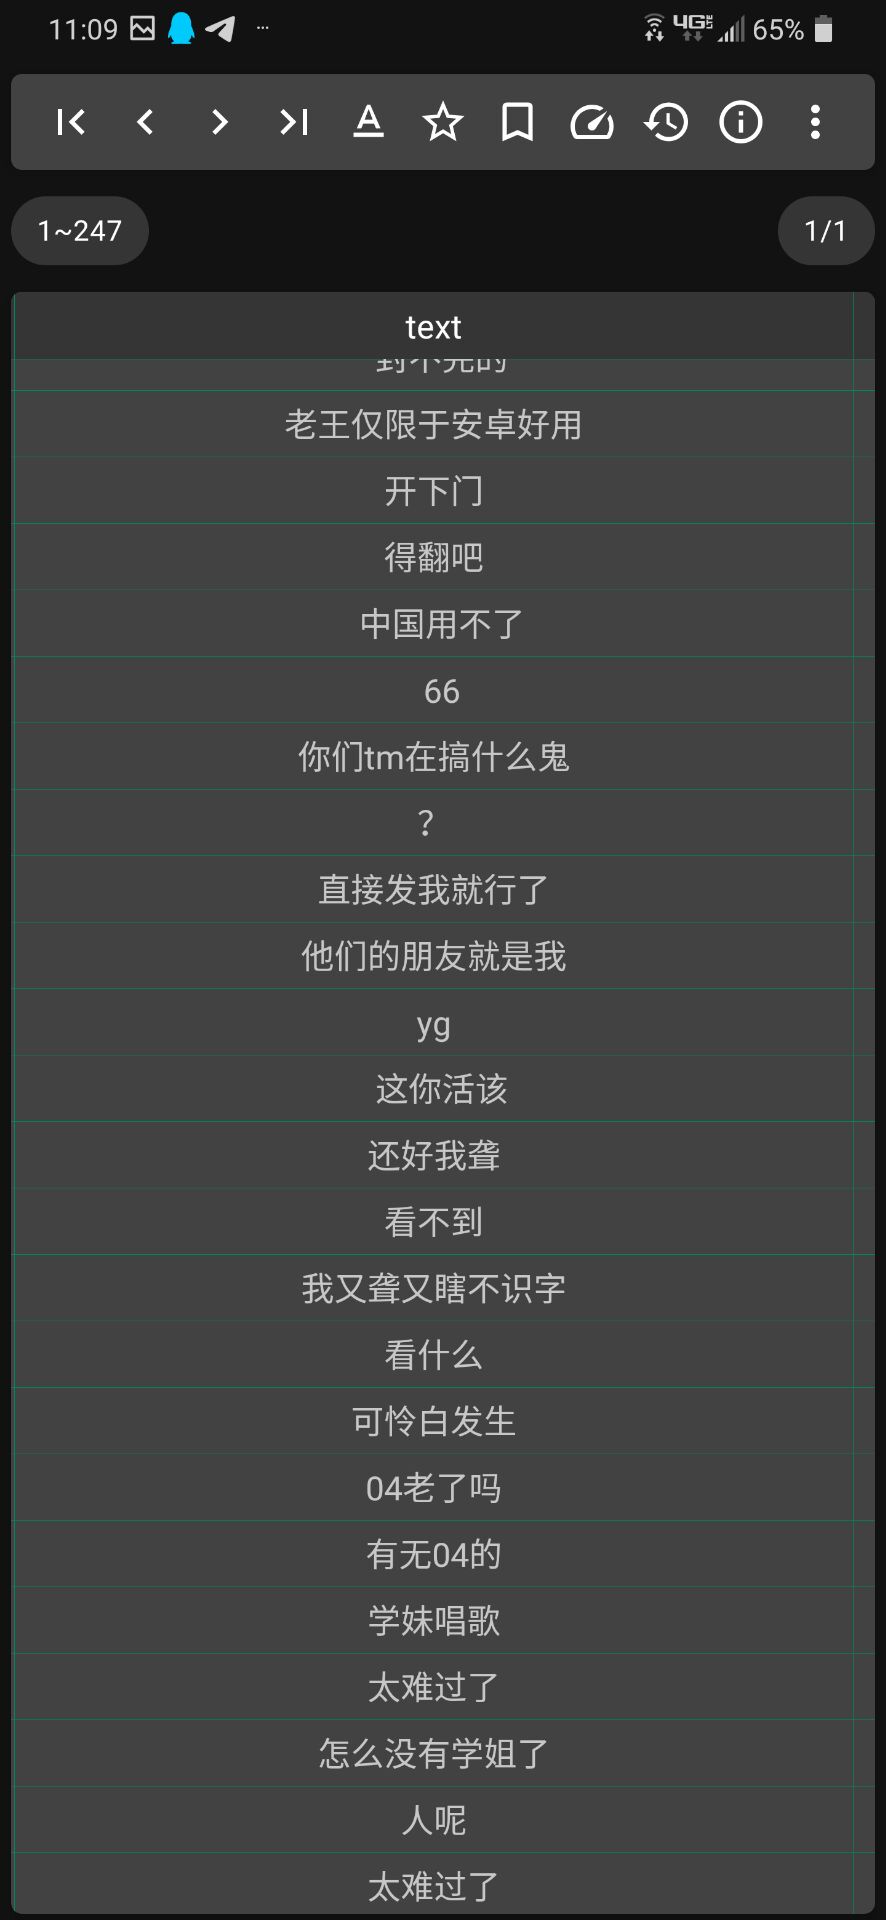 11:09
65%
1~247
1/1
text
封不完的
老王仅限于安卓好用
开下门
得翻吧
中国用不了
66
你们tm在搞什么鬼
？
直接发我就行了
他们的朋友就是我
yg
这你活该
还好我聋
看不到
我又聋又瞎不识字
看什么
可怜白发生
04老了吗
有无04的
学妹唱歌
太难过了
怎么没有学姐了
人呢
太难过了